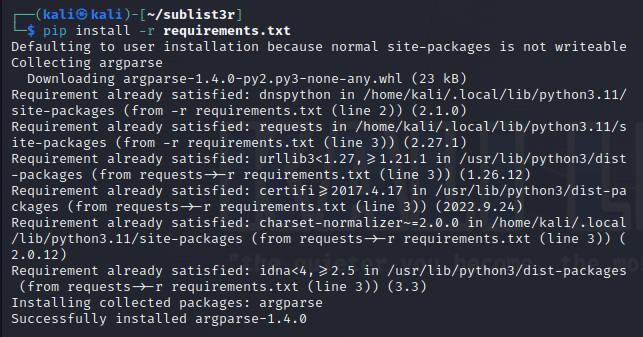 ┌──(kali㉿kali)-[~/sublist3r]
└─$ pip install -r requirements.txt
Defaulting to user installation because normal site-packages is not writeable
Collecting argparse
  Downloading argparse-1.4.0-py2.py3-none-any.whl (23 kB)
Requirement already satisfied: dnspython in /home/kali/.local/lib/python3.11/
site-packages (from -r requirements.txt (line 2)) (2.1.0)
Requirement already satisfied: requests in /home/kali/.local/lib/python3.11/s
ite-packages (from -r requirements.txt (line 3)) (2.27.1)
Requirement already satisfied: urllib3<1.27,>=1.21.1 in /usr/lib/python3/dist
-packages (from requests->-r requirements.txt (line 3)) (1.26.12)
Requirement already satisfied: certifi>=2017.4.17 in /usr/lib/python3/dist-pa
ckages (from requests->-r requirements.txt (line 3)) (2022.9.24)
Requirement already satisfied: charset-normalizer~=2.0.0 in /home/kali/.local
/lib/python3.11/site-packages (from requests->-r requirements.txt (line 3)) (
2.0.12)
Requirement already satisfied: idna<4,>=2.5 in /usr/lib/python3/dist-packages
 (from requests->-r requirements.txt (line 3)) (3.3)
Installing collected packages: argparse
Successfully installed argparse-1.4.0